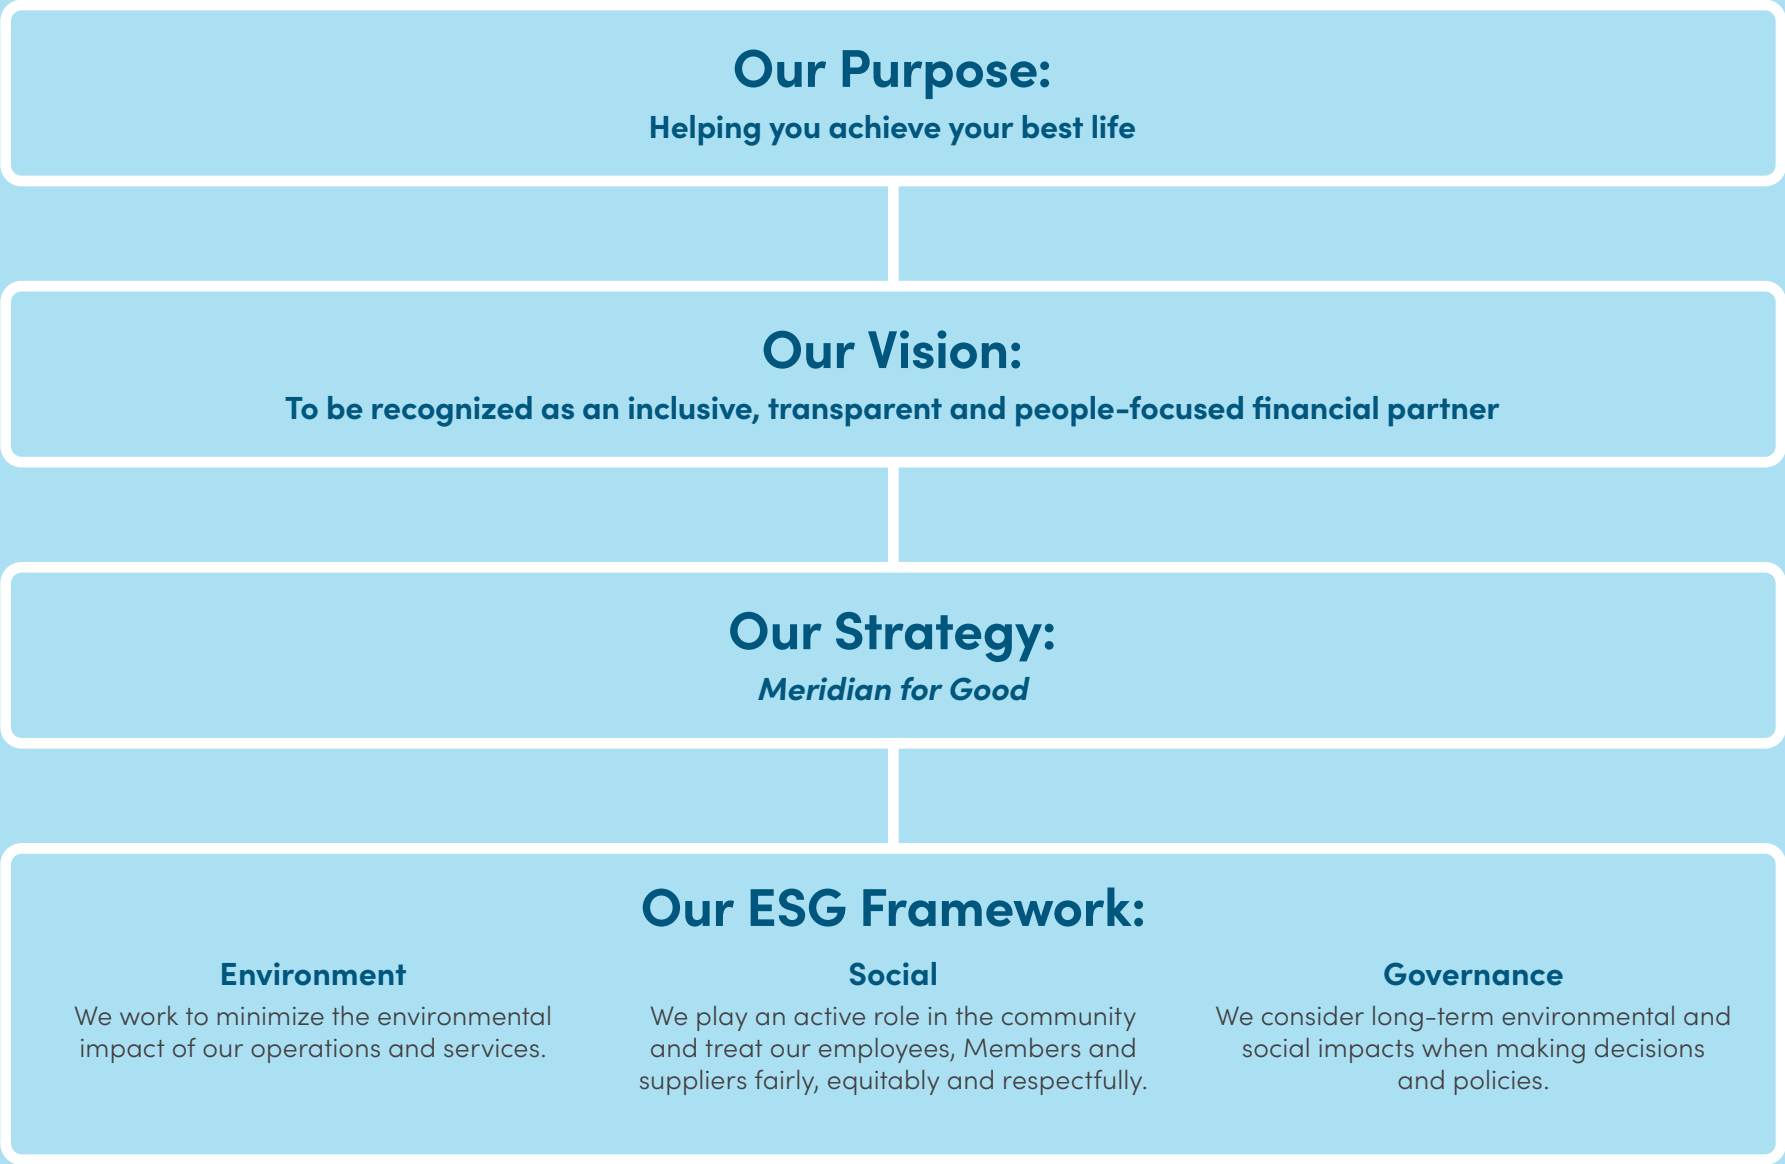 Our Purpose:
Helping you achieve your best life
Our Vision:
To be recognized as an inclusive, transparent and people-focused financial partner
Our Strategy:
Meridian for Good
Our ESG Framework:
Environment
We work to minimize the environmental
impact of our operations and services.
Social
We play an active role in the community
and treat our employees, Members and
suppliers fairly, equitably and respectfully.
Governance
We consider long-term environmental and
social impacts when making decisions
and policies.